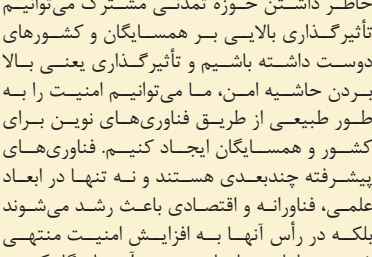 خاطر داشتن حوزه تمدنی مشترک می‌توانیم
تأثیرگذاری بالایی بر همسایگان و کشورهای
دوست داشته باشیم و تأثیرگذاری یعنی بالا
بردن حاشیه امن، ما می‌توانیم امنیت را به
طور طبیعی از طریق فناوری‌های نوین برای
کشور و همسایگان ایجاد کنیم. فناوری‌های
پیشرفته چندبعدی هستند و نه تنها در ابعاد
علمی، فناورانه و اقتصادی باعث رشد می‌شوند
بلکه در رأس آنها به افزایش امنیت منتهی